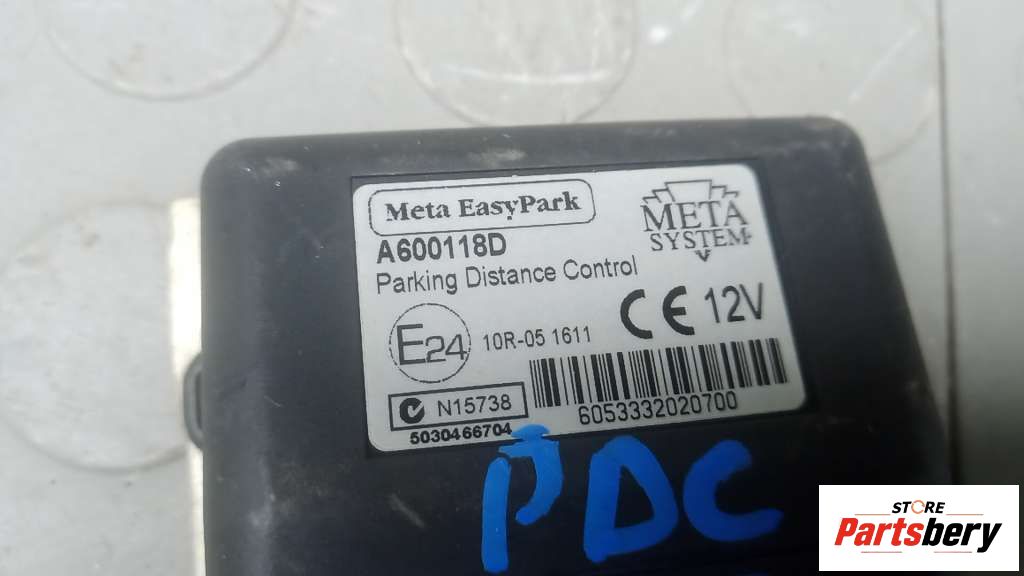 Meta EasyPark
META
SYSTEM
A600118D
Parking Distance Control
E24
10R-05 1611
CE 12V
N15738
5030466704
6053332020700
PDC
STORE
Partsbery